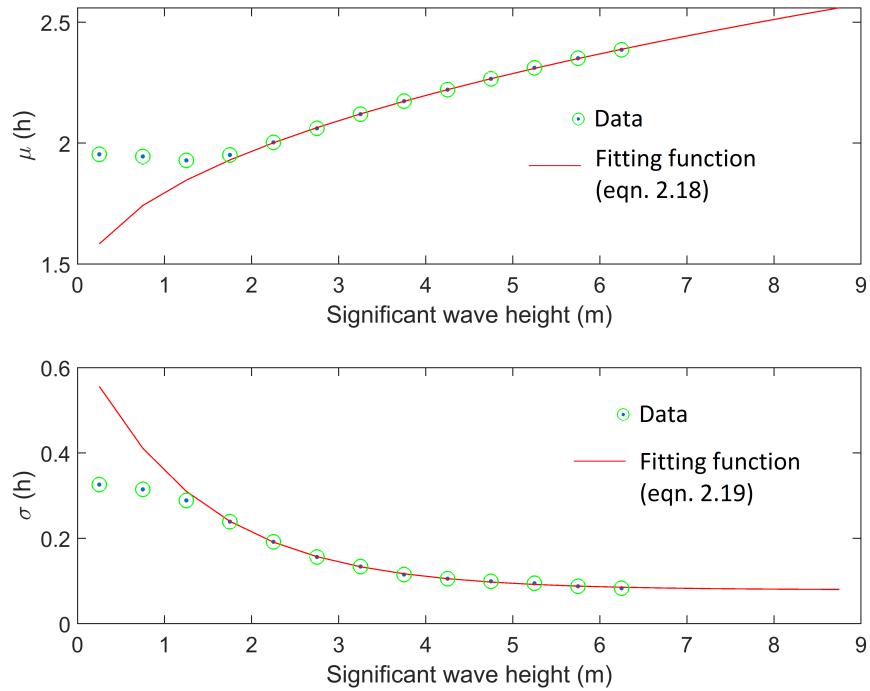 2.5
2
1.5
μ (h)
Data
Fitting function
(eqn. 2.18)
0 1 2 3 4 5 6 7 8 9
Significant wave height (m)
0.6
0.4
0.2
0
σ (h)
Data
Fitting function
(eqn. 2.19)
0 1 2 3 4 5 6 7 8 9
Significant wave height (m)